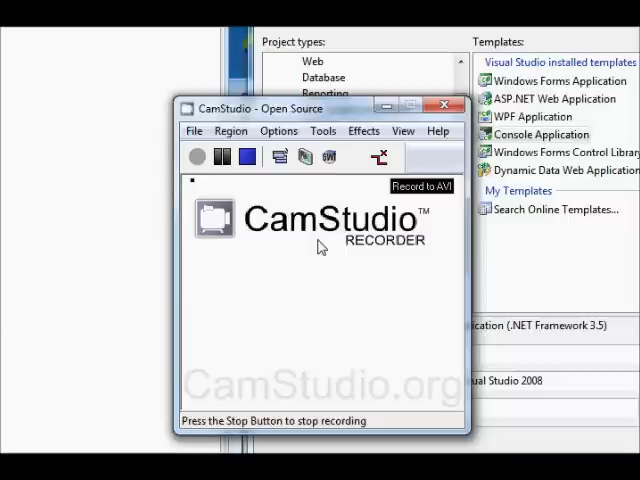 Project types:
Templates:
Web
Database
Reporting
Visual Studio installed templates
Windows Forms Application
ASP.NET Web Application
WPF Application
Console Application
Windows Forms Control Library
Dynamic Data Web Application
My Templates
Search Online Templates...
CamStudio - Open Source
File Region Options Tools Effects View Help
SWF
Record to AVI
CamStudio™
RECORDER
CamStudio.org
Press the Stop Button to stop recording
ication (.NET Framework 3.5)
ual Studio 2008